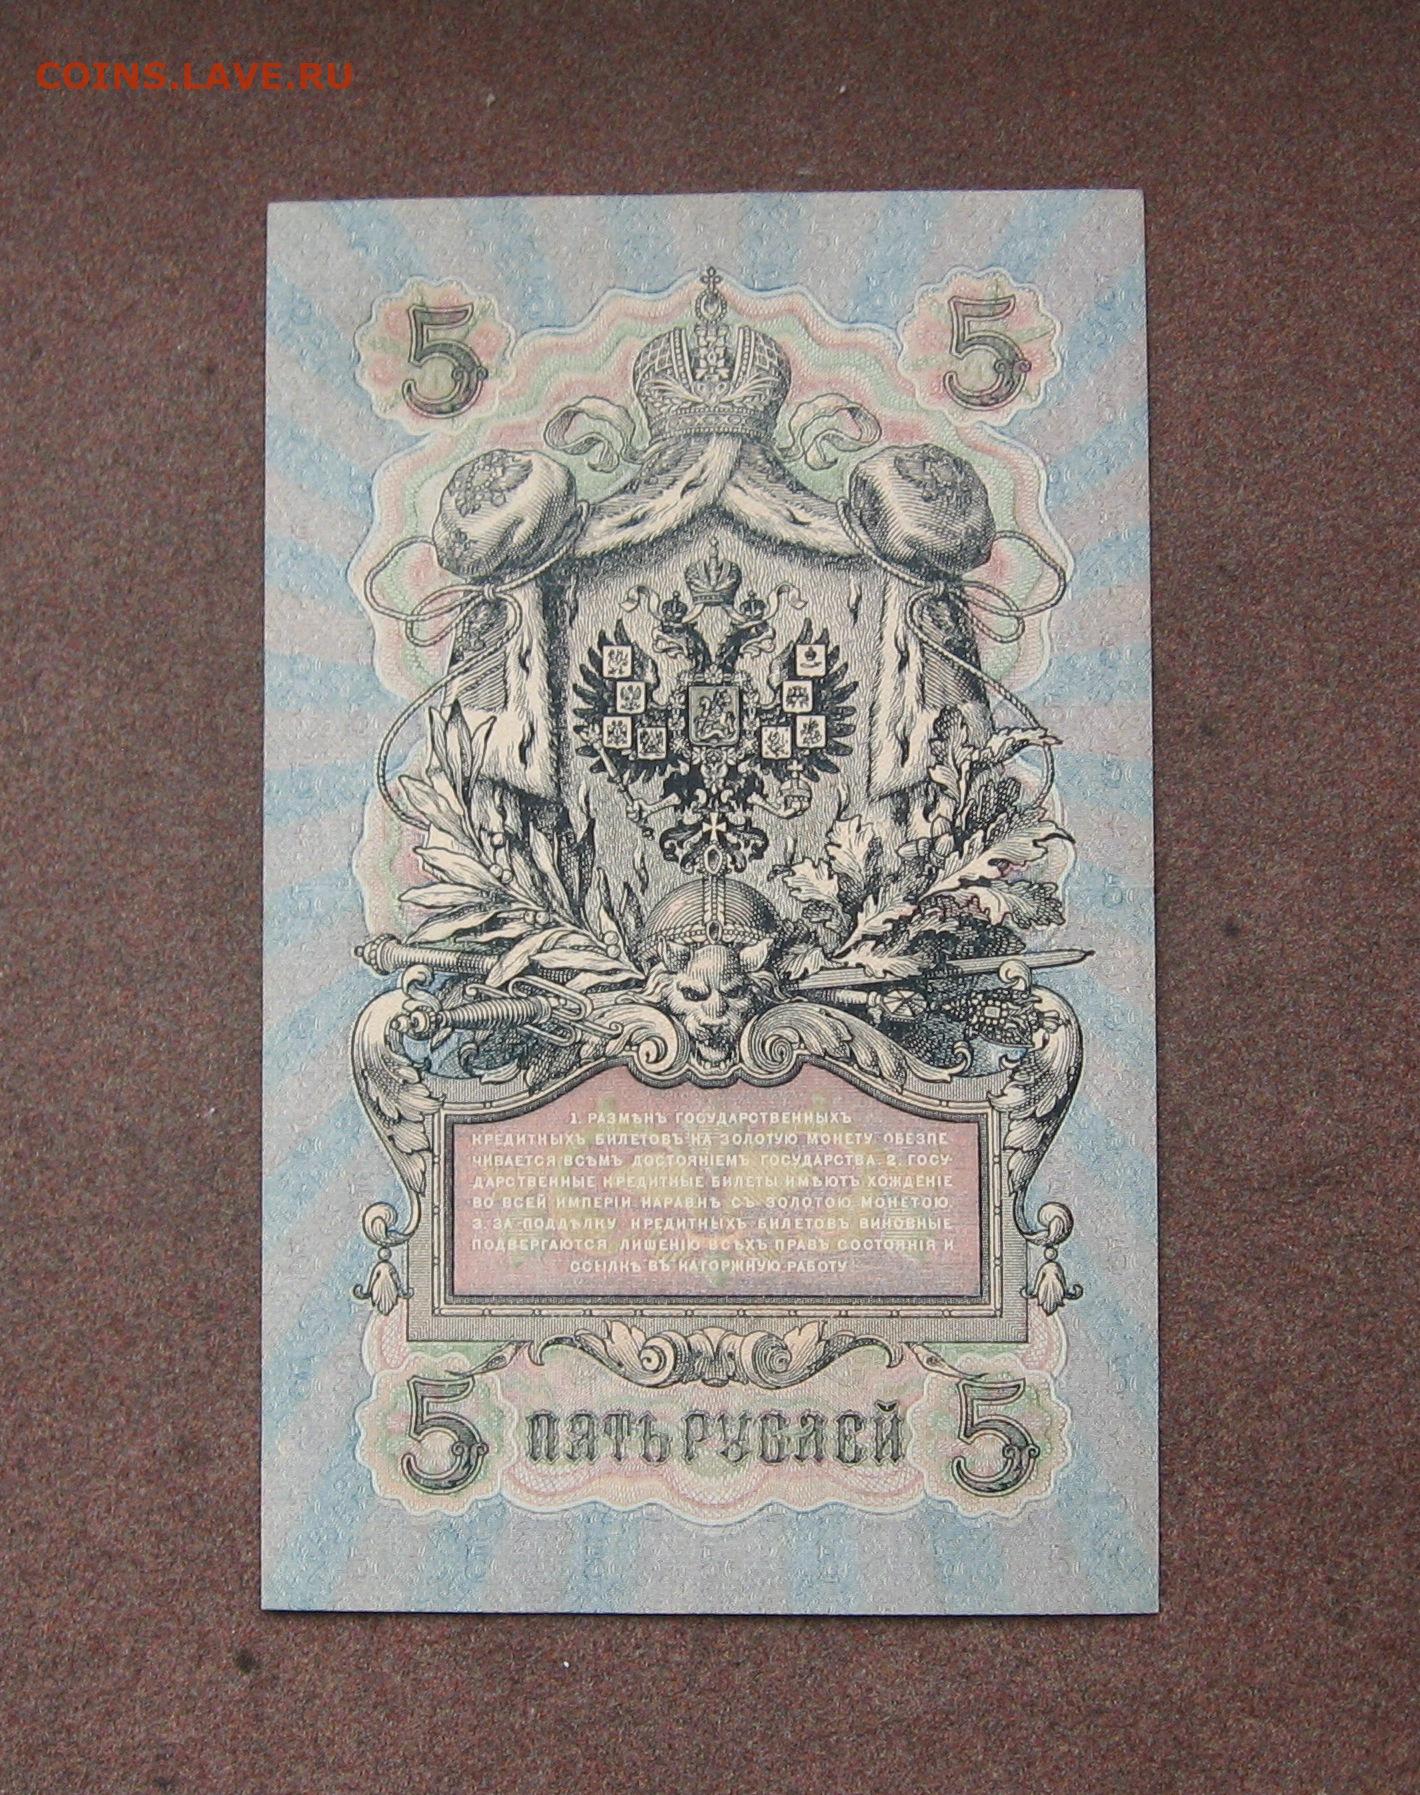 COINS.LAVE.RU
5 5
1. РАЗМѢНЪ ГОСУДАРСТВЕННЫХЪ
КРЕДИТНЫХЪ БИЛЕТОВЪ НА ЗОЛОТУЮ МОНЕТУ ОБЕЗПЕ-
ЧИВАЕТСЯ ВСѢМЪ ДОСТОЯНІЕМЪ ГОСУДАРСТВА. 2. ГОСУ-
ДАРСТВЕННЫЕ КРЕДИТНЫЕ БИЛЕТЫ ИМѢЮТЪ ХОЖДЕНІЕ
ВО ВСЕЙ ИМПЕРІИ НАРАВНѢ СЪ ЗОЛОТОЮ МОНЕТОЮ.
3. ЗА ПОДДѢЛКУ КРЕДИТНЫХЪ БИЛЕТОВЪ ВИНОВНЫЕ
ПОДВЕРГАЮТСЯ ЛИШЕНІЮ ВСѢХЪ ПРАВЪ СОСТОЯНІЯ И
ССЫЛКѢ ВЪ КАТОРЖНУЮ РАБОТУ
5 ПЯТЬ РУБЛЕЙ 5